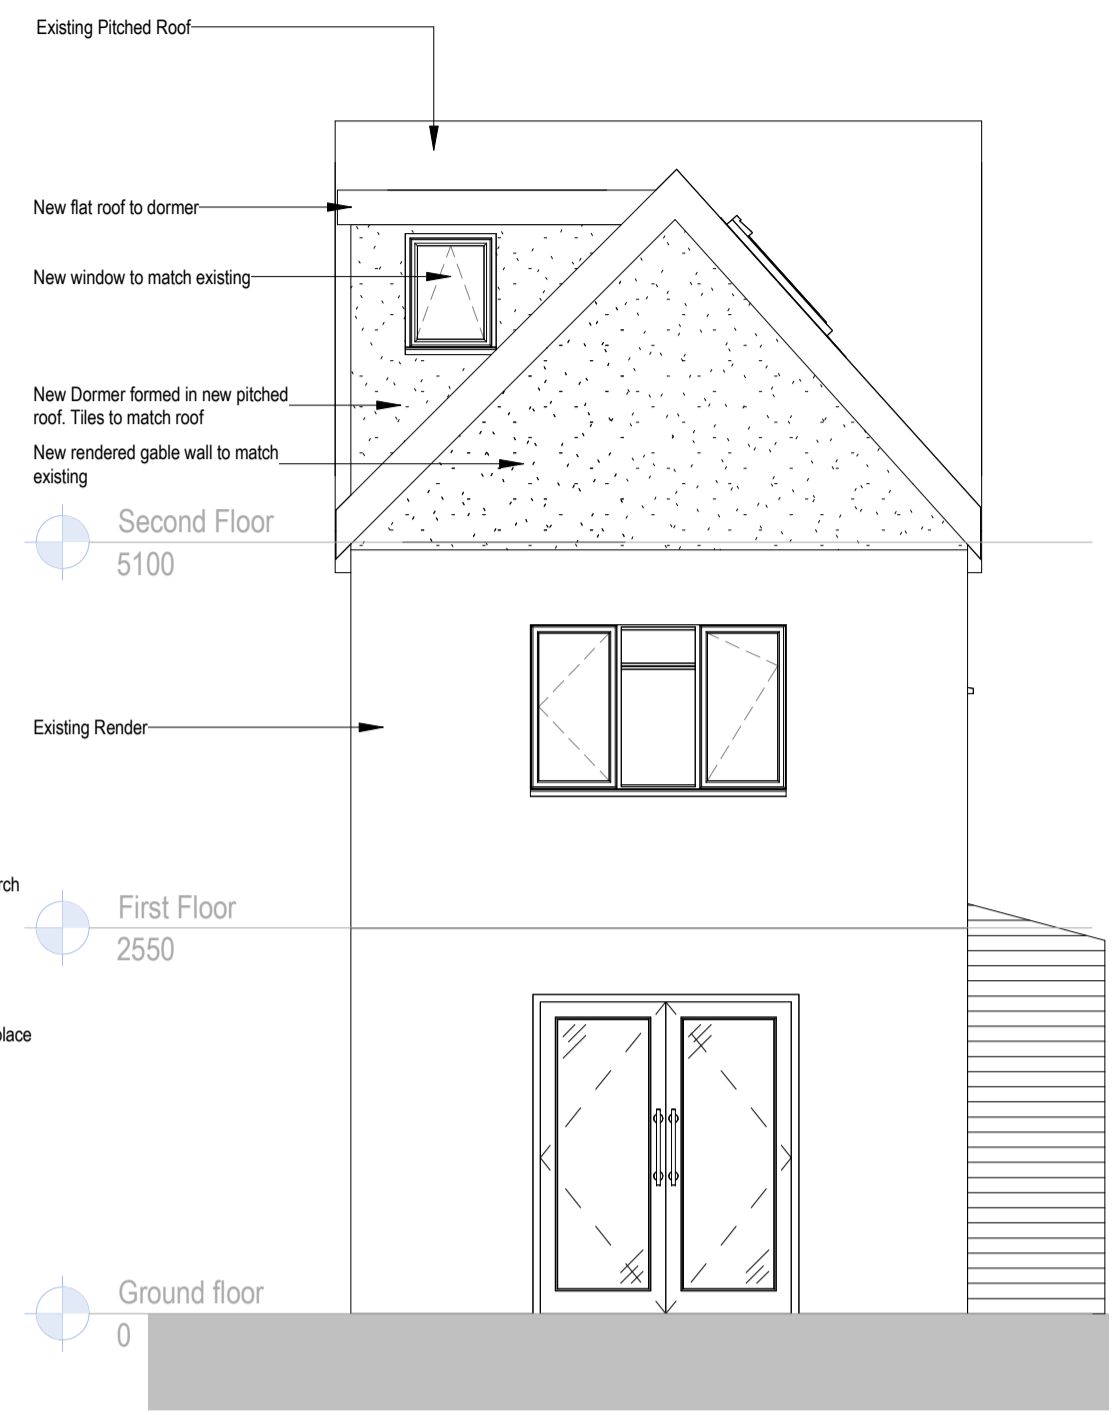 Existing Pitched Roof
New flat roof to dormer
New window to match existing
New Dormer formed in new pitched
roof. Tiles to match roof
New rendered gable wall to match
existing
Second Floor
5100
Existing Render
First Floor
2550
Ground floor
0